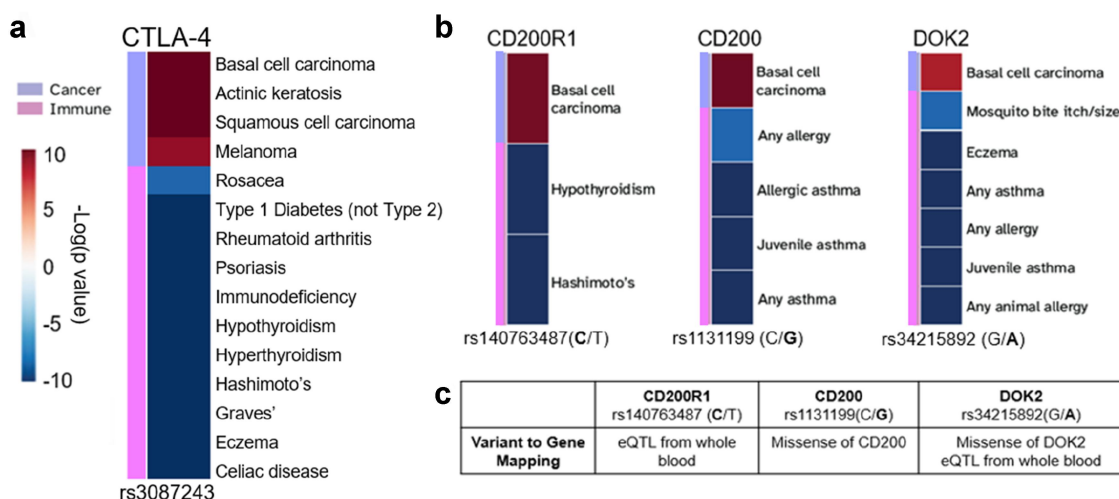 a
CTLA-4
Cancer
Immune
10
5
0
-5
-10
-Log(p value)
Basal cell carcinoma
Actinic keratosis
Squamous cell carcinoma
Melanoma
Rosacea
Type 1 Diabetes (not Type 2)
Rheumatoid arthritis
Psoriasis
Immunodeficiency
Hypothyroidism
Hyperthyroidism
Hashimoto's
Graves'
Eczema
Celiac disease
rs3087243
b
CD200R1
Basal cell
carcinoma
Hypothyroidism
Hashimoto's
rs140763487(C/T)
CD200
Basal cell
carcinoma
Any allergy
Allergic asthma
Juvenile asthma
Any asthma
rs1131199 (C/G)
DOK2
Basal cell carcinoma
Mosquito bite itch/size
Eczema
Any asthma
Any allergy
Juvenile asthma
Any animal allergy
rs34215892 (G/A)
c
CD200R1
rs140763487 (C/T)
CD200
rs1131199(C/G)
DOK2
rs34215892(G/A)
Variant to Gene
Mapping
eQTL from whole
blood
Missense of CD200
Missense of DOK2
eQTL from whole blood